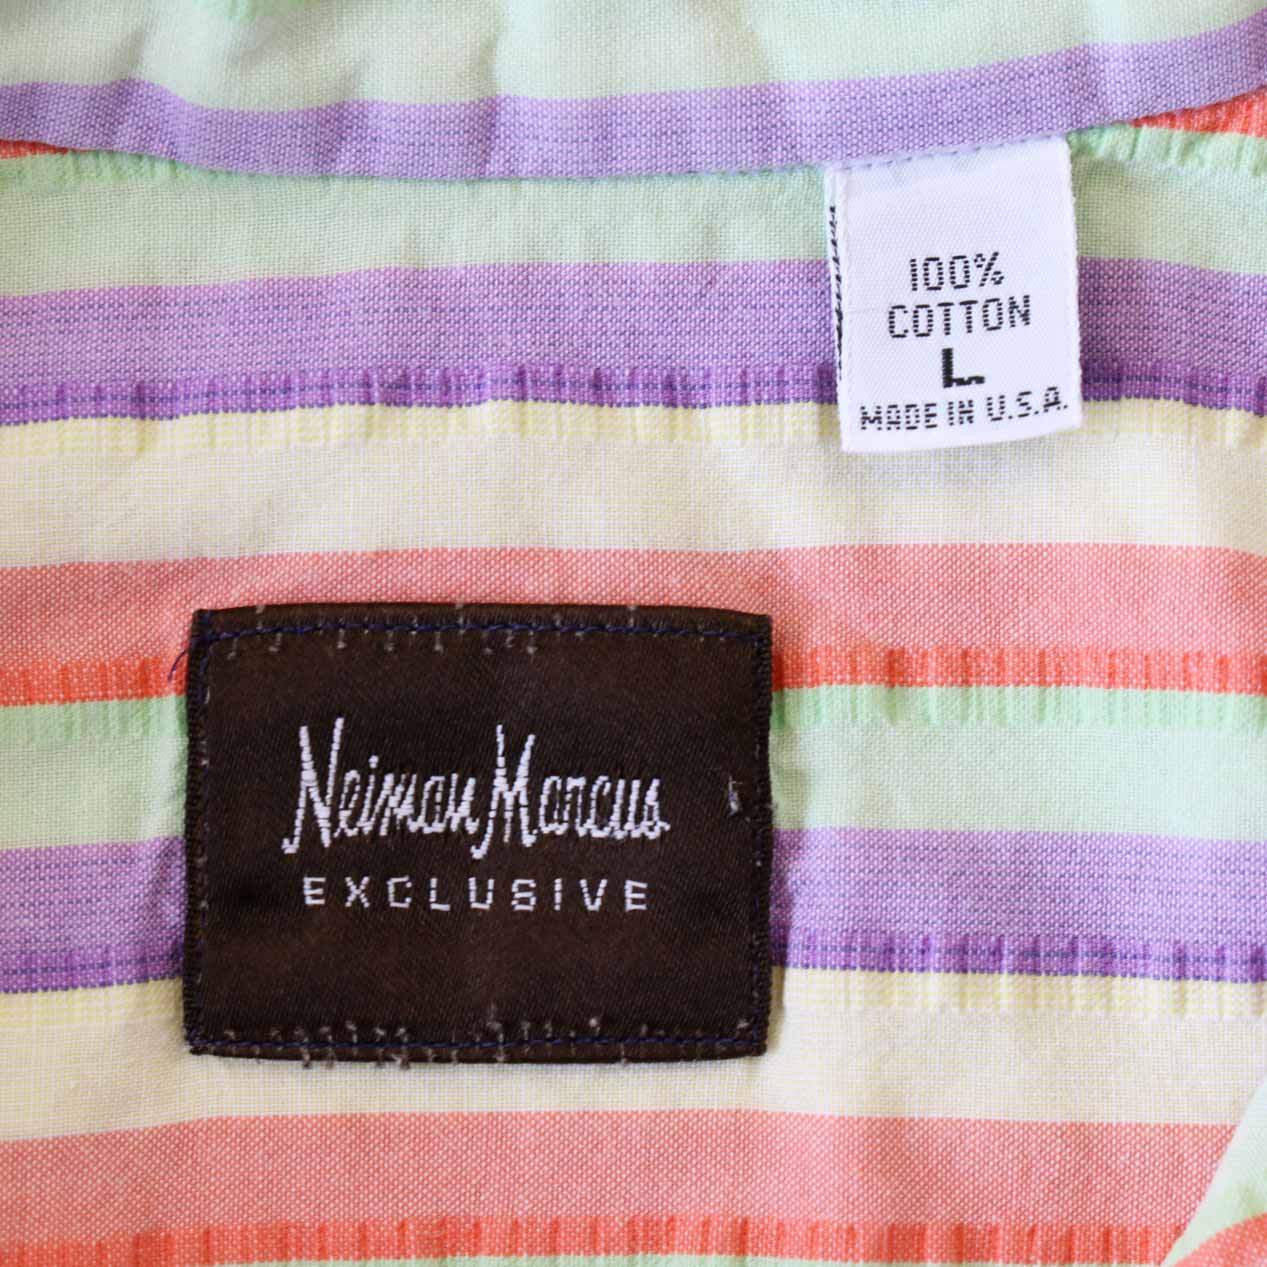 100%
COTTON
L
MADE IN U.S.A.
Neiman Marcus
EXCLUSIVE